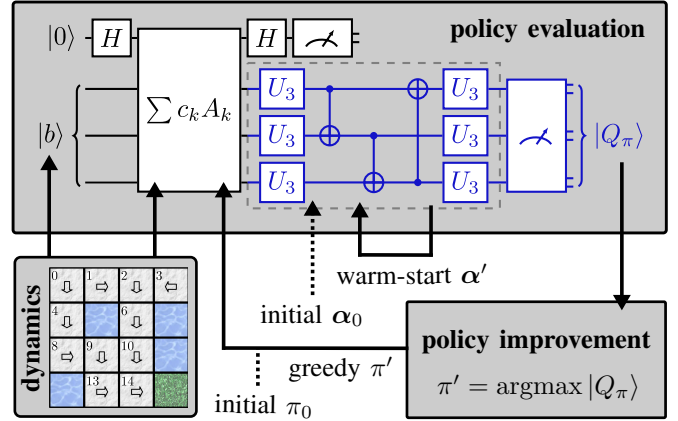 policy evaluation
|0⟩ H H
∑ c_k A_k
|b⟩
U_3 U_3
U_3 U_3
U_3 U_3
|Q_π⟩
warm-start α'
initial α_0
dynamics
0 1 2 3
4 6
8 9 10
13 14
greedy π'
initial π_0
policy improvement
π' = argmax |Q_π⟩